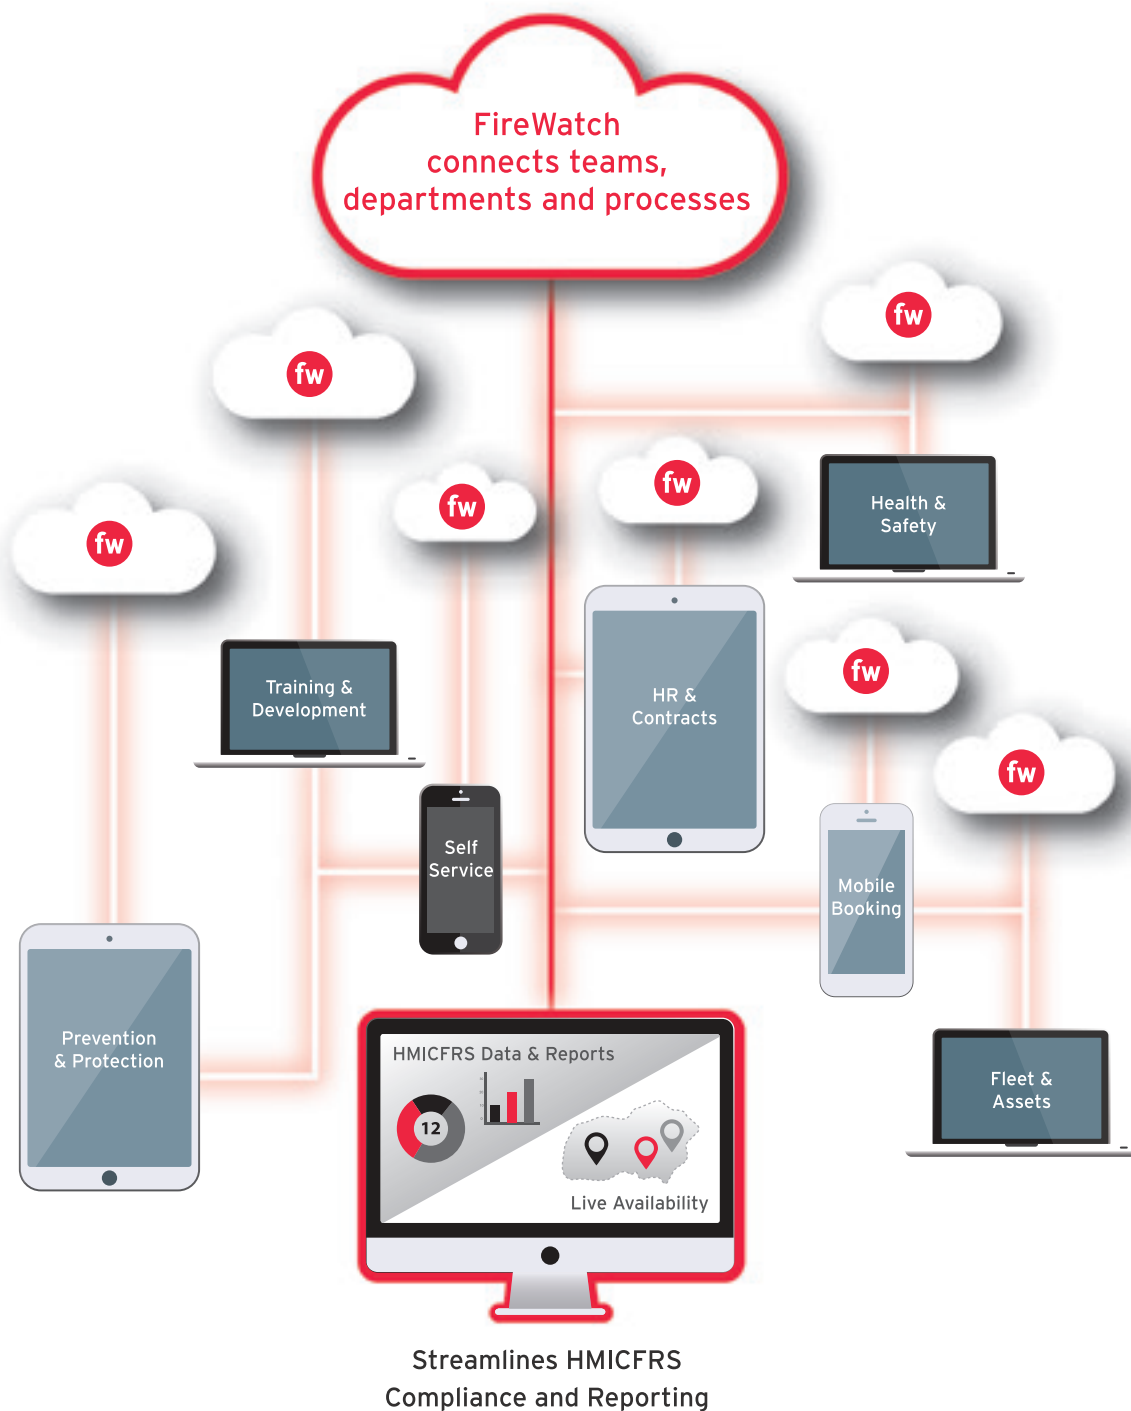 FireWatch
connects teams,
departments and processes
fw
fw
fw
fw
fw
Health &
Safety
Training &
Development
HR &
Contracts
fw
fw
Self
Service
Mobile
Booking
Prevention
& Protection
HMICFRS Data & Reports
12
Fleet &
Assets
Live Availability
Streamlines HMICFRS
Compliance and Reporting